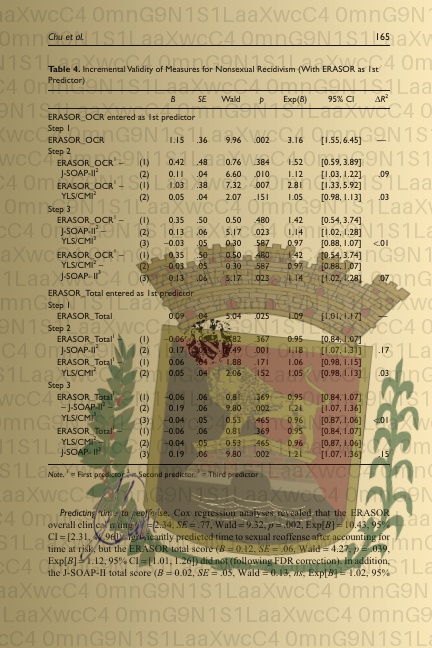 Chu et al.
165
Table 4. Incremental Validity of Measures for Nonsexual Recidivism (With ERASOR as 1st
Predictor)
B SE Wald p Exp(B) 95% CI ΔR²
ERASOR_OCR entered as 1st predictor
Step 1
ERASOR_OCR 1.15 .36 9.96 .002 3.16 [1.55, 6.45] —
Step 2
ERASOR_OCR¹ – (1) 0.42 .48 0.76 .384 1.52 [0.59, 3.89]
J-SOAP-II² (2) 0.11 .04 6.60 .010 1.12 [1.03, 1.22] .09
ERASOR_OCR¹ – (1) 1.03 .38 7.32 .007 2.81 [1.33, 5.92]
YLS/CMI² (2) 0.05 .04 2.07 .151 1.05 [0.98, 1.13] .03
Step 3
ERASOR_OCR¹ – (1) 0.35 .50 0.50 .480 1.42 [0.54, 3.74]
J-SOAP-II² – (2) 0.13 .06 5.17 .023 1.14 [1.02, 1.28]
YLS/CMI³ (3) −0.03 .05 0.30 .587 0.97 [0.88, 1.07] <.01
ERASOR_OCR¹ – (1) 0.35 .50 0.50 .480 1.42 [0.54, 3.74]
YLS/CMI² – (2) −0.03 .05 0.30 .587 0.97 [0.88, 1.07]
J-SOAP-II³ (3) 0.13 .06 5.17 .023 1.14 [1.02, 1.28] .07
ERASOR_Total entered as 1st predictor
Step 1
ERASOR_Total 0.09 .04 5.04 .025 1.09 [1.01, 1.17] —
Step 2
ERASOR_Total¹ (1) −0.06 .82 .367 0.95 [0.84, 1.07]
J-SOAP-II² (2) 0.17 .49 .001 1.18 [1.07, 1.31] .17
ERASOR_Total¹ (1) 0.06 .04 1.88 .171 1.06 [0.98, 1.15]
YLS/CMI² (2) 0.05 .04 2.06 .152 1.05 [0.98, 1.13] .03
Step 3
ERASOR_Total¹ (1) −0.06 .06 0.81 .369 0.95 [0.84, 1.07]
– J-SOAP-II² (2) 0.19 .06 9.80 .002 1.21 [1.07, 1.36]
YLS/CMI³ (3) −0.04 .05 0.53 .465 0.96 [0.87, 1.06] <.01
ERASOR_Total¹ (1) −0.06 .06 0.81 .369 0.95 [0.84, 1.07]
YLS/CMI² – (2) −0.04 .05 0.53 .465 0.96 [0.87, 1.06]
J-SOAP-II³ (3) 0.19 .06 9.80 .002 1.21 [1.07, 1.36] .15
Note. ¹ = First predictor, ² = Second predictor, ³ = Third predictor
Predicting time to reoffense. Cox regression analyses revealed that the ERASOR
overall clinical rating = 2.34, SE = .77, Wald = 9.32, p = .002, Exp[B] = 10.43, 95%
CI = [2.31, significantly predicted time to sexual reoffense after accounting for
time at risk, but the ERASOR total score (B = 0.12, SE = .06, Wald = 4.27, p = .039,
Exp[B] = 1.12, 95% CI = [1.01, 1.26]) did not (following FDR correction). In addition,
the J-SOAP-II total score (B = 0.02, SE = .05, Wald = 0.13, ns, Exp[B] = 1.02, 95%